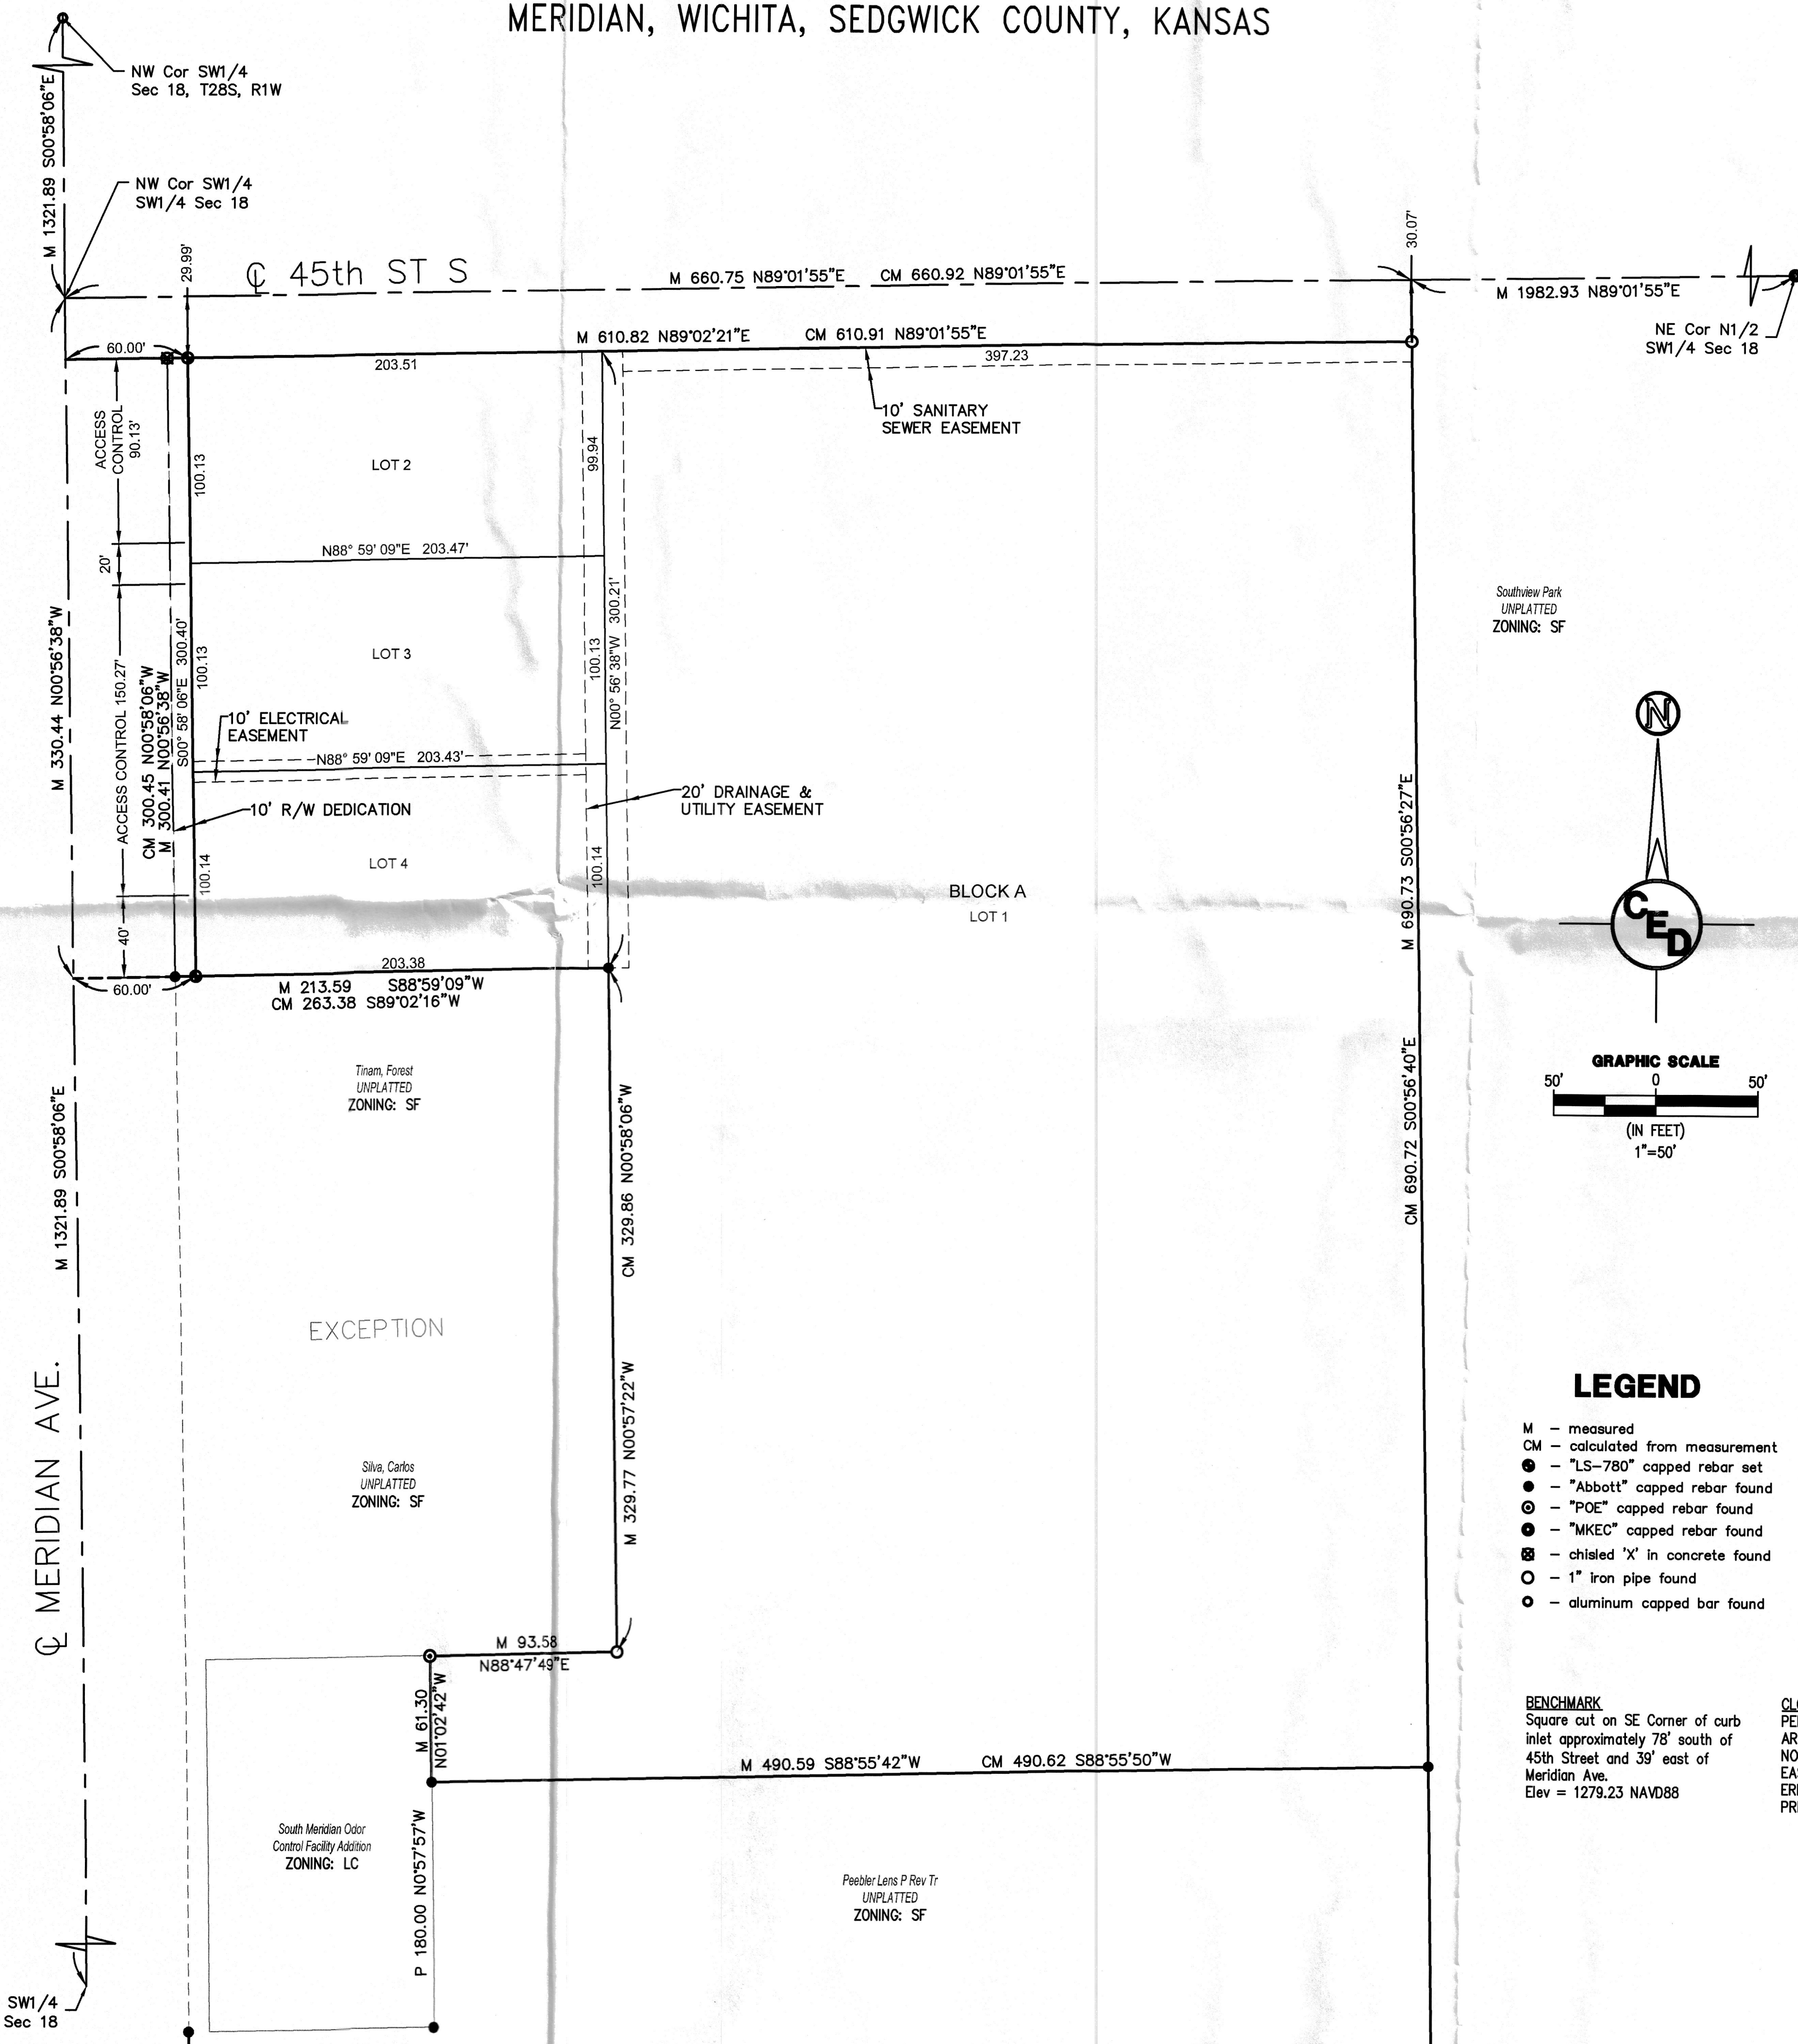 MERIDIAN, WICHITA, SEDGWICK COUNTY, KANSAS
NW Cor SW1/4
Sec 18, T28S, R1W
M 1321.89 S00°58'06"E
NW Cor SW1/4
SW1/4 Sec 18
29.99'
℄ 45th ST S
M 660.75 N89°01'55"E CM 660.92 N89°01'55"E
30.07'
M 1982.93 N89°01'55"E
NE Cor N1/2
SW1/4 Sec 18
60.00'
M 610.82 N89°02'21"E CM 610.91 N89°01'55"E
203.51
397.23
10' SANITARY
SEWER EASEMENT
ACCESS
CONTROL
90.13'
100.13
LOT 2
99.94
N88° 59' 09"E 203.47'
20'
M 330.44 N00°56'38"W
ACCESS CONTROL 150.27'
CM 300.45 N00°58'06"W
M 300.41 N00°56'38"W
S00° 58' 06"E 300.40'
100.13
LOT 3
100.13
N00° 56' 38"W 300.21'
10' ELECTRICAL
EASEMENT
N88° 59' 09"E 203.43'
10' R/W DEDICATION
20' DRAINAGE &
UTILITY EASEMENT
LOT 4
100.14
100.14
BLOCK A
LOT 1
40'
60.00'
203.38
M 213.59 S88°59'09"W
CM 263.38 S89°02'16"W
Southview Park
UNPLATTED
ZONING: SF
N
CED
M 690.73 S00°56'27"E
CM 690.72 S00°56'40"E
GRAPHIC SCALE
50' 0 50'
(IN FEET)
1"=50'
Tinam, Forest
UNPLATTED
ZONING: SF
M 1321.89 S00°58'06"E
CM 329.86 N00°58'06"W
M 329.77 N00°57'22"W
EXCEPTION
℄ MERIDIAN AVE.
Silva, Carlos
UNPLATTED
ZONING: SF
LEGEND
M – measured
CM – calculated from measurement
– "LS-780" capped rebar set
– "Abbott" capped rebar found
– "POE" capped rebar found
– "MKEC" capped rebar found
– chisled 'X' in concrete found
– 1" iron pipe found
– aluminum capped bar found
M 93.58
N88°47'49"E
M 61.30
N01°02'42"W
M 490.59 S88°55'42"W CM 490.62 S88°55'50"W
BENCHMARK
Square cut on SE Corner of curb
inlet approximately 78' south of
45th Street and 39' east of
Meridian Ave.
Elev = 1279.23 NAVD88
South Meridian Odor
Control Facility Addition
ZONING: LC
P 180.00 N0°57'57"W
Peebler Lens P Rev Tr
UNPLATTED
ZONING: SF
SW1/4
Sec 18